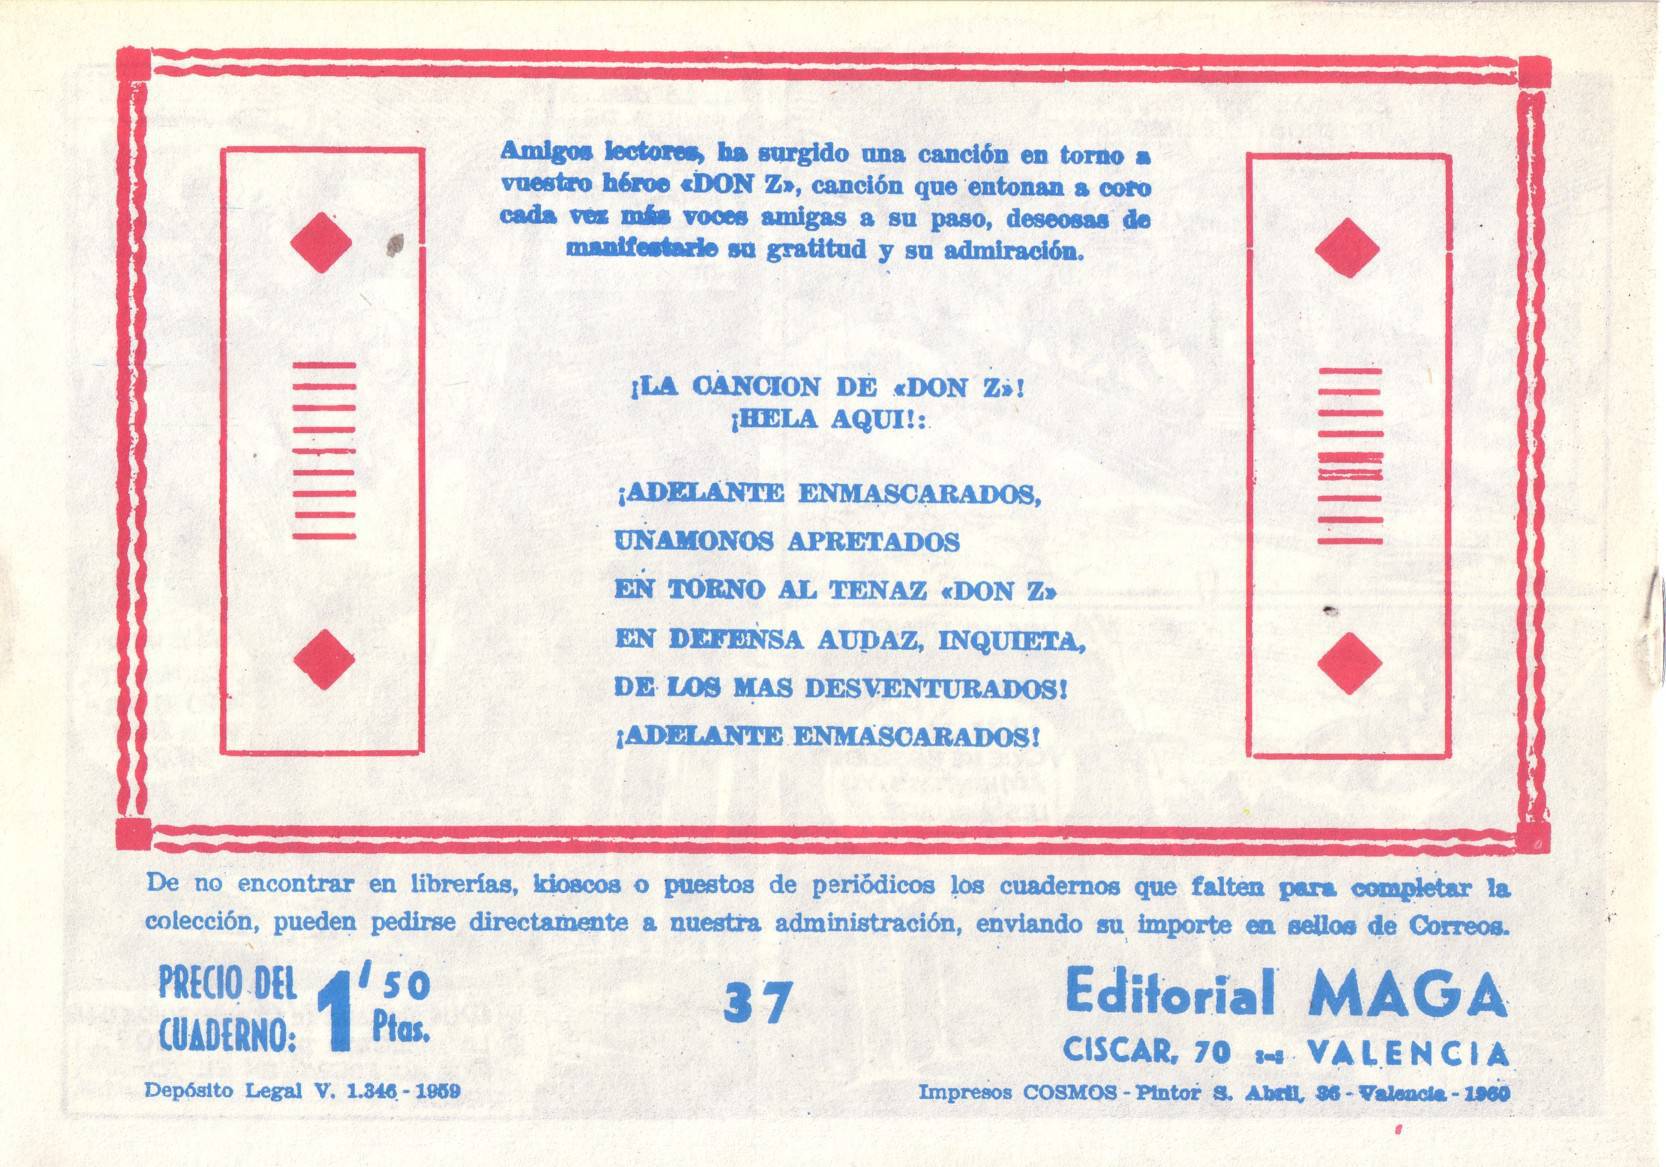 Amigos lectores, ha surgido una canción en torno a
vuestro héroe «DON Z», canción que entonan a coro
cada vez más voces amigas a su paso, deseosas de
manifestarle su gratitud y su admiración.
¡LA CANCION DE «DON Z»!
¡HELA AQUI!:
¡ADELANTE ENMASCARADOS,
UNAMONOS APRETADOS
EN TORNO AL TENAZ «DON Z»
EN DEFENSA AUDAZ, INQUIETA,
DE LOS MAS DESVENTURADOS!
¡ADELANTE ENMASCARADOS!
De no encontrar en librerías, kioscos o puestos de periódicos los cuadernos que falten para completar la
colección, pueden pedirse directamente a nuestra administración, enviando su importe en sellos de Correos.
PRECIO DEL CUADERNO: 1'50 Ptas.
37
Editorial MAGA
CISCAR, 70 :-: VALENCIA
Depósito Legal V. 1.346 - 1959
Impresos COSMOS - Pintor S. Abril, 36 - Valencia - 1960